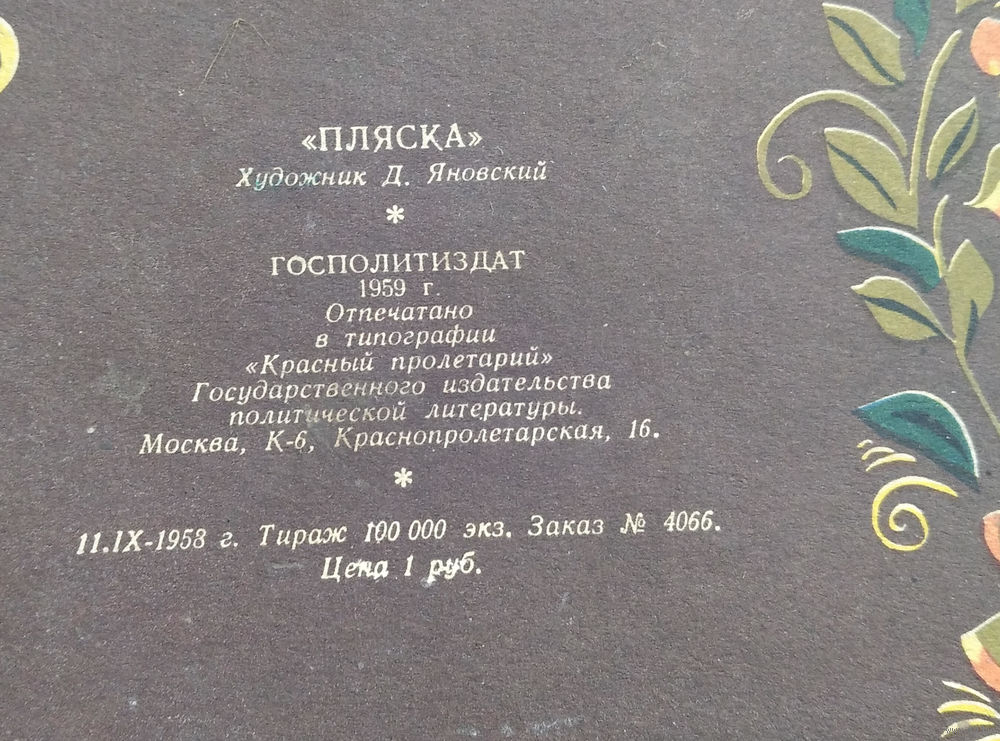 «ПЛЯСКА»
Художник Д. Яновский
*
ГОСПОЛИТИЗДАТ
1959 г.
Отпечатано
в типографии
«Красный пролетарий»
Государственного издательства
политической литературы.
Москва, К-6, Краснопролетарская, 16.
*
11.IX-1958 г. Тираж 100 000 экз. Заказ № 4066.
Цена 1 руб.